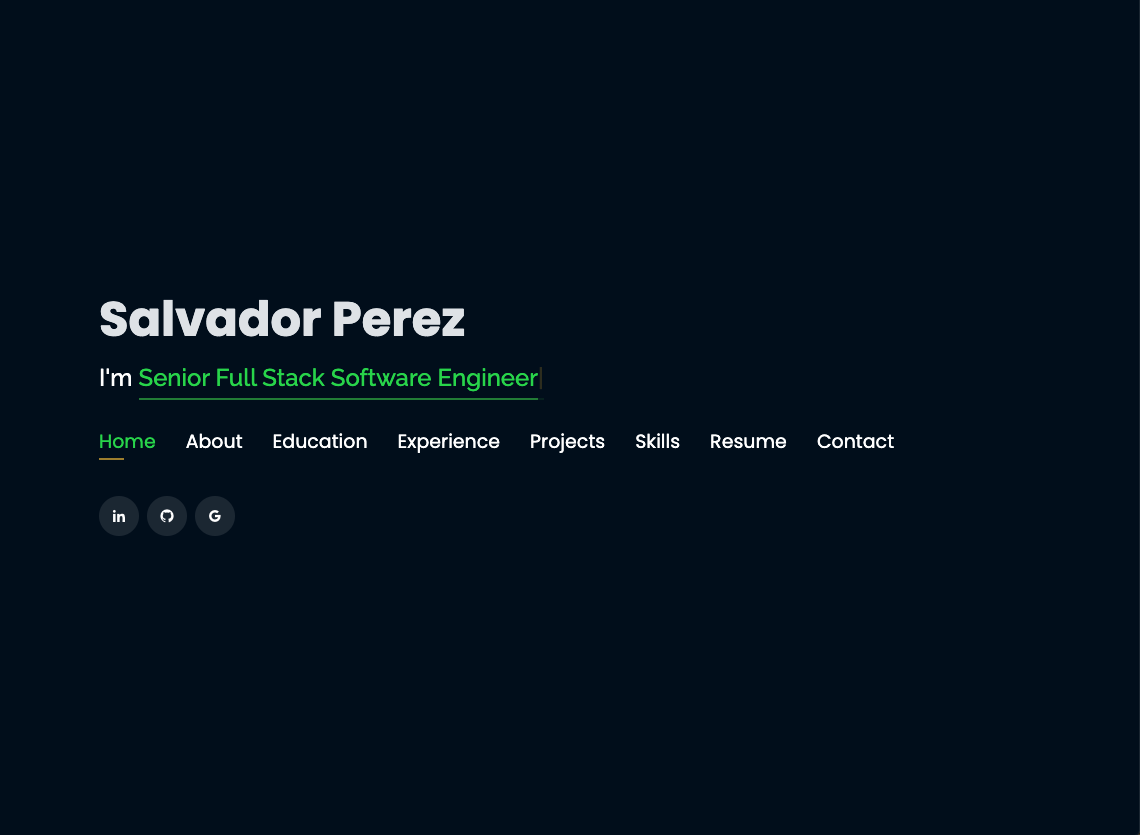 Salvador Perez
I'm Senior Full Stack Software Engineer
Home About Education Experience Projects Skills Resume Contact
in G